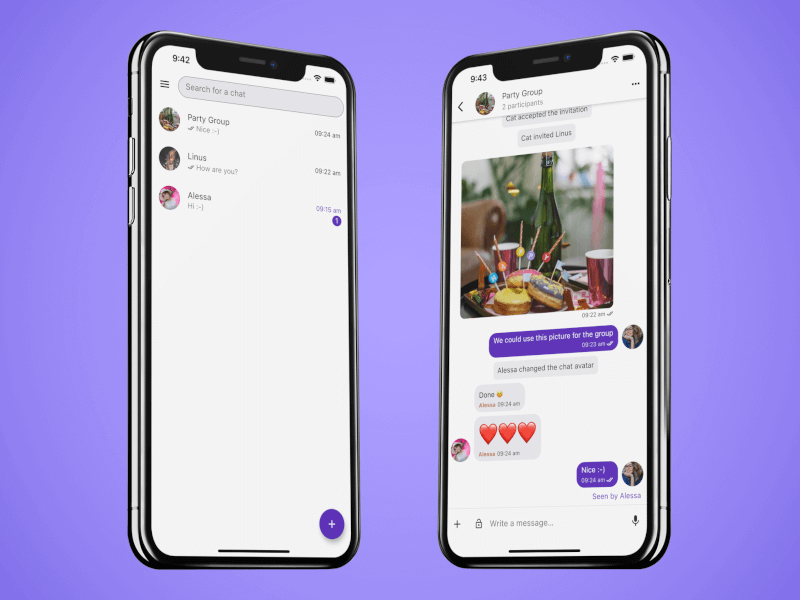 9:42
Search for a chat
Party Group
Nice :-)
09:24 am
Linus
How are you?
09:22 am
Alessa
Hi :-)
09:15 am
1
9:43
Party Group
2 participants
Cat accepted the invitation
Cat invited Linus
09:22 am
We could use this picture for the group
09:23 am
Alessa changed the chat avatar
Done
Alessa 09:24 am
Alessa 09:24 am
Nice :-)
09:24 am
Seen by Alessa
Write a message...